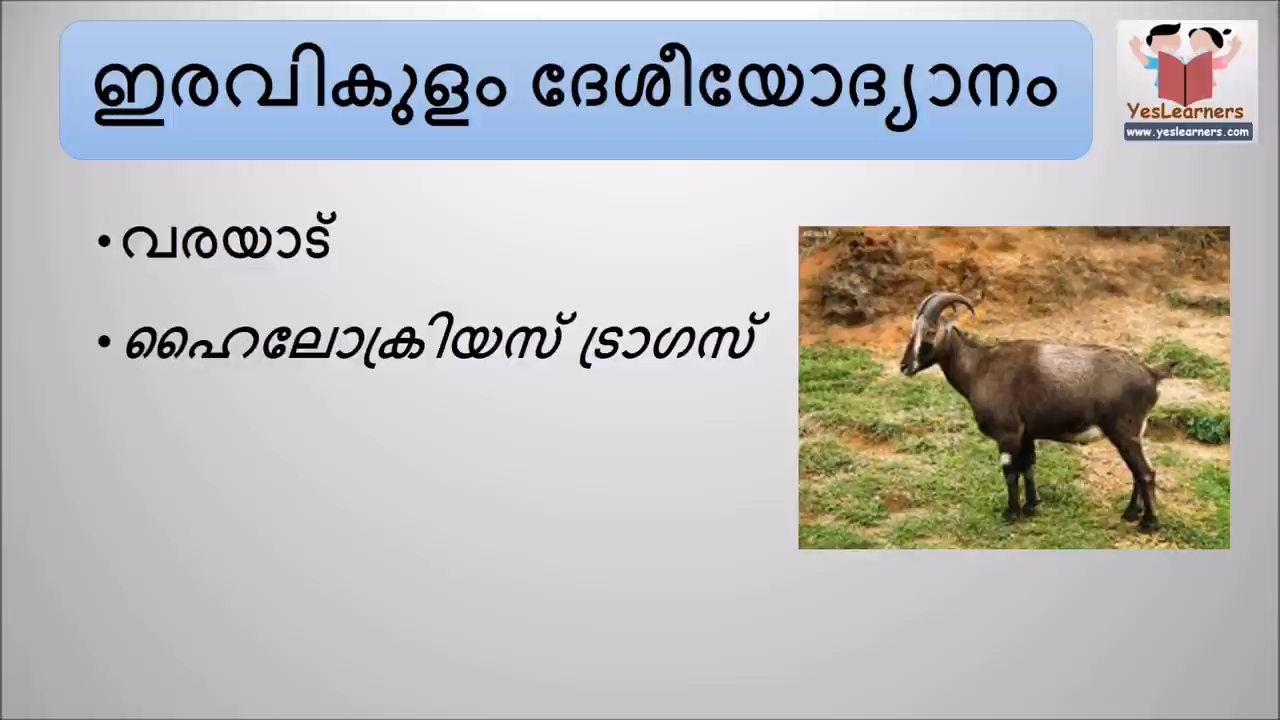 ഇരവികുളം ദേശീയോദ്യാനം
YesLearners
www.yeslearners.com
• വരയാട്
• ഹൈലോക്രിയസ് ട്രാഗസ്